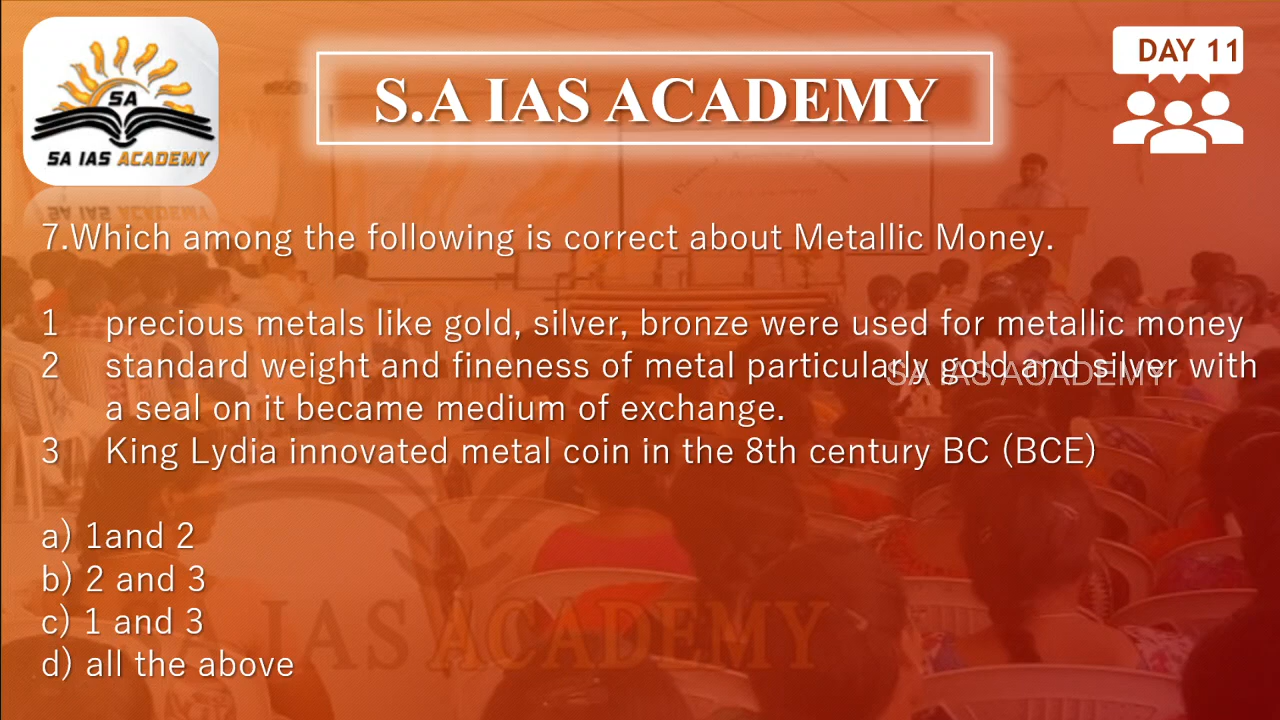 S.A IAS ACADEMY
DAY 11
SA
SA IAS ACADEMY
7.Which among the following is correct about Metallic Money.
1 precious metals like gold, silver, bronze were used for metallic money
2 standard weight and fineness of metal particularly gold and silver with
a seal on it became medium of exchange.
SA IAS ACADEMY
3 King Lydia innovated metal coin in the 8th century BC (BCE)
a) 1and 2
b) 2 and 3
c) 1 and 3
d) all the above
IAS ACADEMY